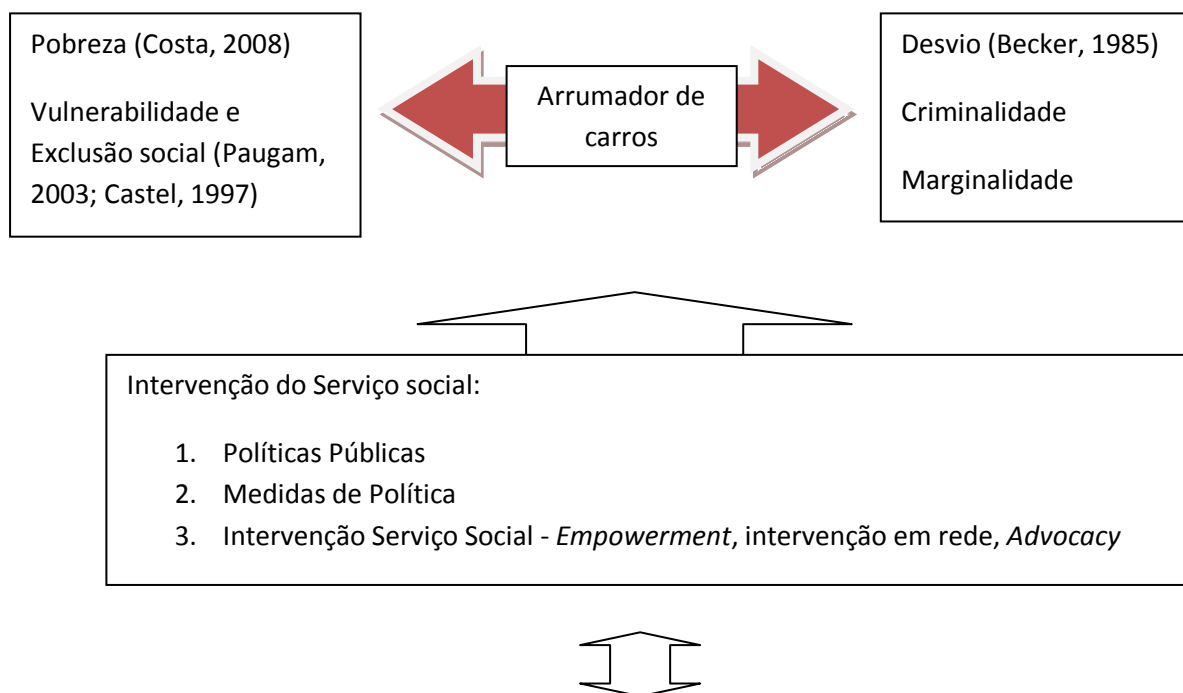 Pobreza (Costa, 2008)
Vulnerabilidade e
Exclusão social (Paugam,
2003; Castel, 1997)
Arrumador de
carros
Desvio (Becker, 1985)
Criminalidade
Marginalidade
Intervenção do Serviço social:
1. Políticas Públicas
2. Medidas de Política
3. Intervenção Serviço Social - Empowerment, intervenção em rede, Advocacy